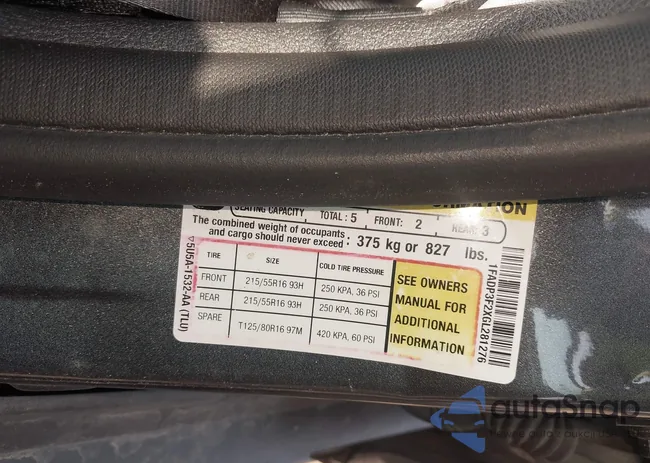 SEATING CAPACITY TOTAL : 5 FRONT: 2 REAR: 3
The combined weight of occupants and cargo should never exceed : 375 kg or 827 lbs.
TIRE SIZE COLD TIRE PRESSURE
FRONT 215/55R16 93H 250 KPA, 36 PSI
REAR 215/55R16 93H 250 KPA, 36 PSI
SPARE T125/80R16 97M 420 KPA, 60 PSI
SEE OWNERS
MANUAL FOR
ADDITIONAL
INFORMATION
5U5A-1532-AA (TLU)
1FADP3F2XGL281276
autoSnap